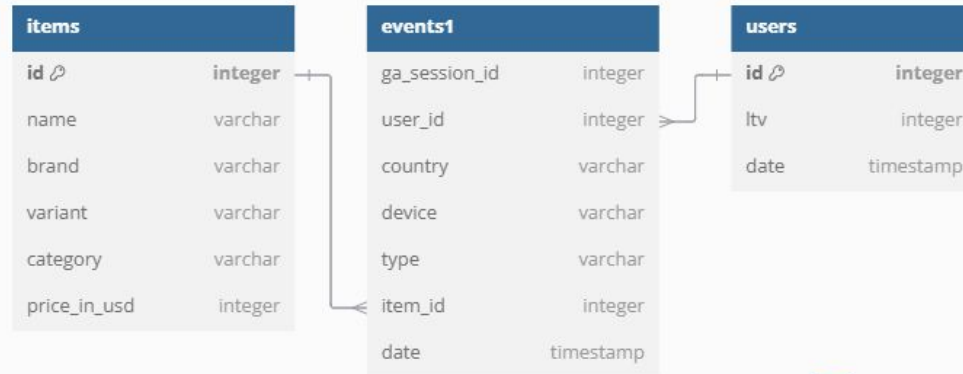 items
id integer
name varchar
brand varchar
variant varchar
category varchar
price_in_usd integer
events1
ga_session_id integer
user_id integer
country varchar
device varchar
type varchar
item_id integer
date timestamp
users
id integer
ltv integer
date timestamp